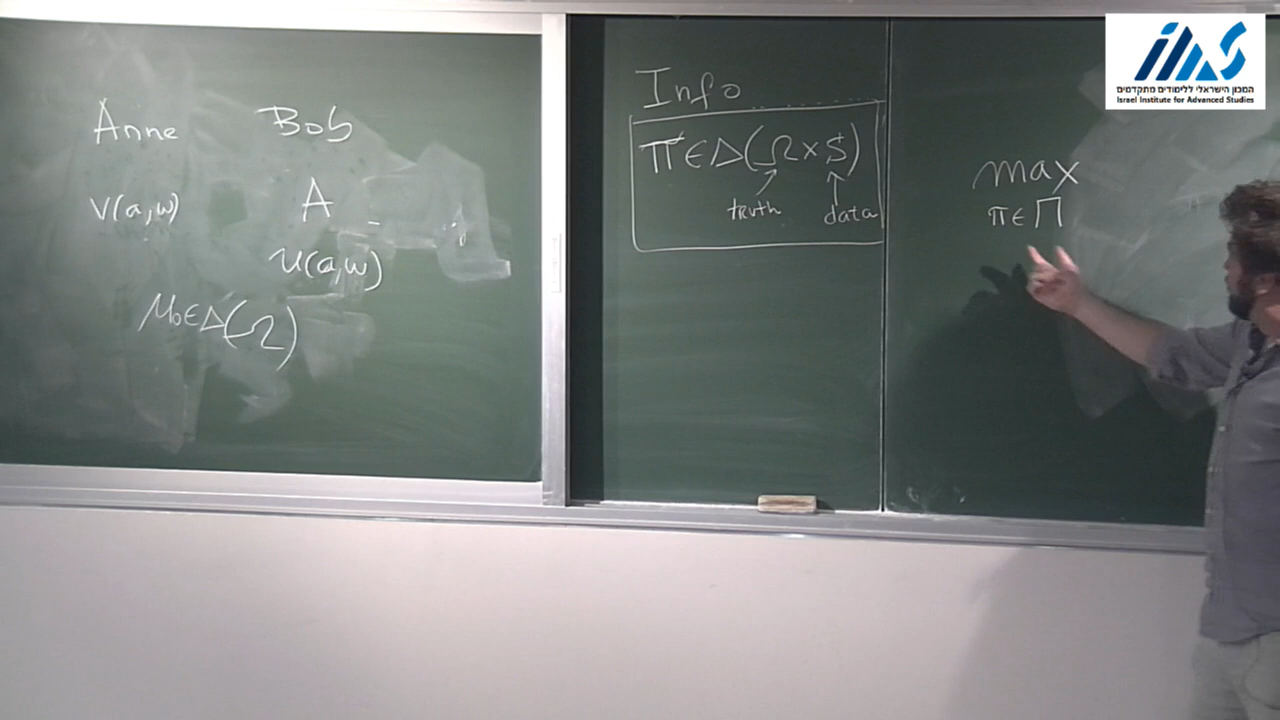 Anne Bob
V(a,w) A
u(a,w)
μ₀∈Δ(Ω)
Info
π∈Δ(Ω×S)
truth data
max
π∈Π
המכון הישראלי ללימודים מתקדמים
Israel Institute for Advanced Studies